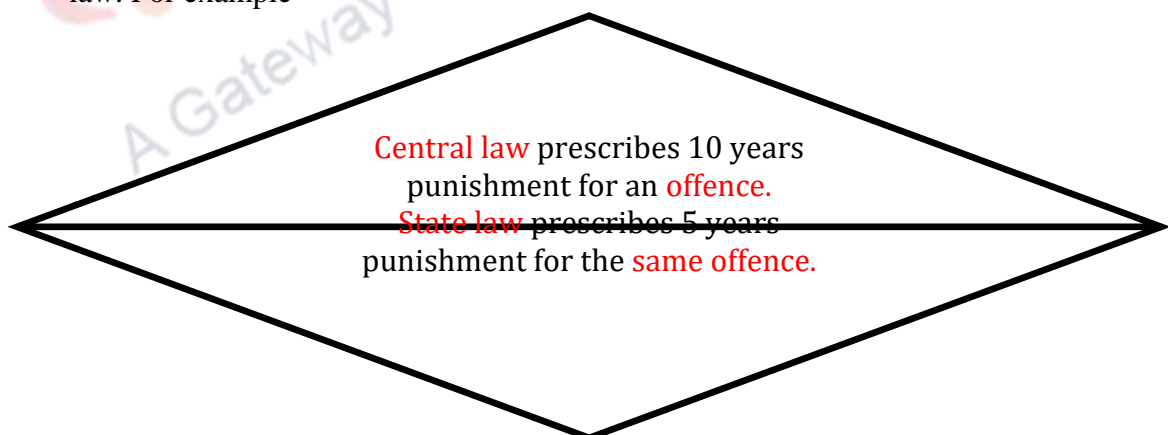 law. For example
A Gateway
Central law prescribes 10 years
punishment for an offence.
State law prescribes 5 years
punishment for the same offence.